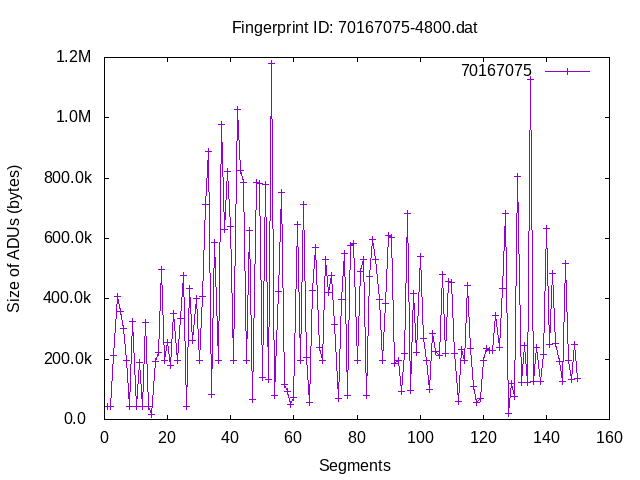 Fingerprint ID: 70167075-4800.dat
70167075
1.2M
1.0M
800.0k
600.0k
400.0k
200.0k
0.0
Size of ADUs (bytes)
0 20 40 60 80 100 120 140 160
Segments